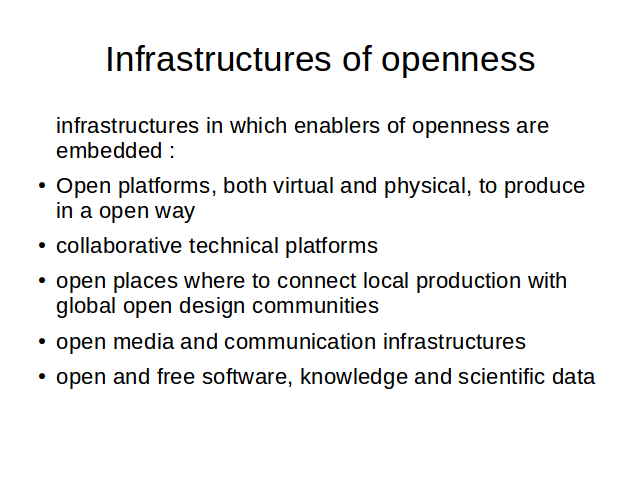 Infrastructures of openness
infrastructures in which enablers of openness are
embedded :
• Open platforms, both virtual and physical, to produce
in a open way
• collaborative technical platforms
• open places where to connect local production with
global open design communities
• open media and communication infrastructures
• open and free software, knowledge and scientific data